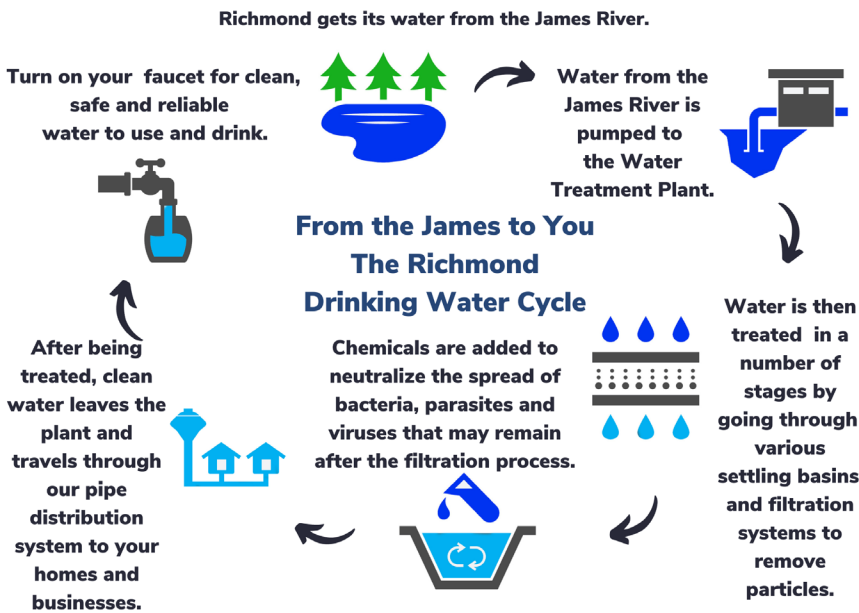 Richmond gets its water from the James River.
Turn on your faucet for clean,
safe and reliable
water to use and drink.
Water from the
James River is
pumped to
the Water
Treatment Plant.
From the James to You
The Richmond
Drinking Water Cycle
Water is then
treated in a
number of
stages by
going through
various
settling basins
and filtration
systems to
remove
particles.
Chemicals are added to
neutralize the spread of
bacteria, parasites and
viruses that may remain
after the filtration process.
After being
treated, clean
water leaves the
plant and
travels through
our pipe
distribution
system to your
homes and
businesses.